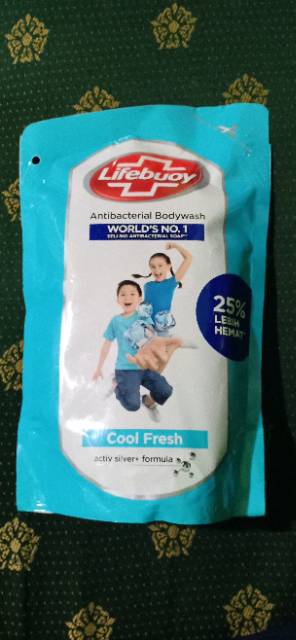 Lifebuoy
Antibacterial Bodywash
WORLD'S NO. 1
SELLING ANTIBACTERIAL SOAP
25%
LEBIH
HEMAT*
Cool Fresh
activ silver+ formula